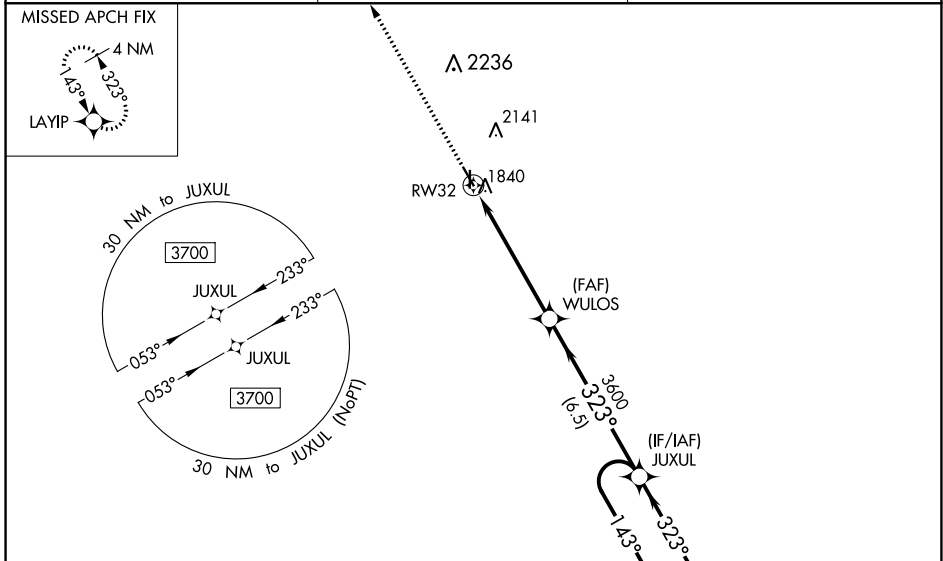 MISSED APCH FIX
4 NM
143°
323°
LAYIP
2236
2141
1840
RW32
30 NM to JUXUL
3700
JUXUL
233°
053°
233°
JUXUL
053°
3700
30 NM to JUXUL (NoPT)
(FAF)
WULOS
3600
323°
(6.5)
(IF/IAF)
JUXUL
143°
323°